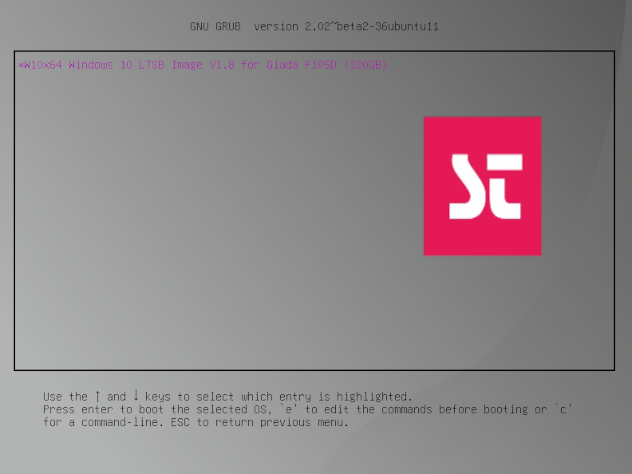 GNU GRUB version 2.02~beta2-36ubuntu11
*W10x64 Windows 10 LTSB Image V1.8 for Giada F105D (120GB)
St
Use the ↑ and ↓ keys to select which entry is highlighted.
Press enter to boot the selected OS, `e' to edit the commands before booting or `c'
for a command-line. ESC to return previous menu.